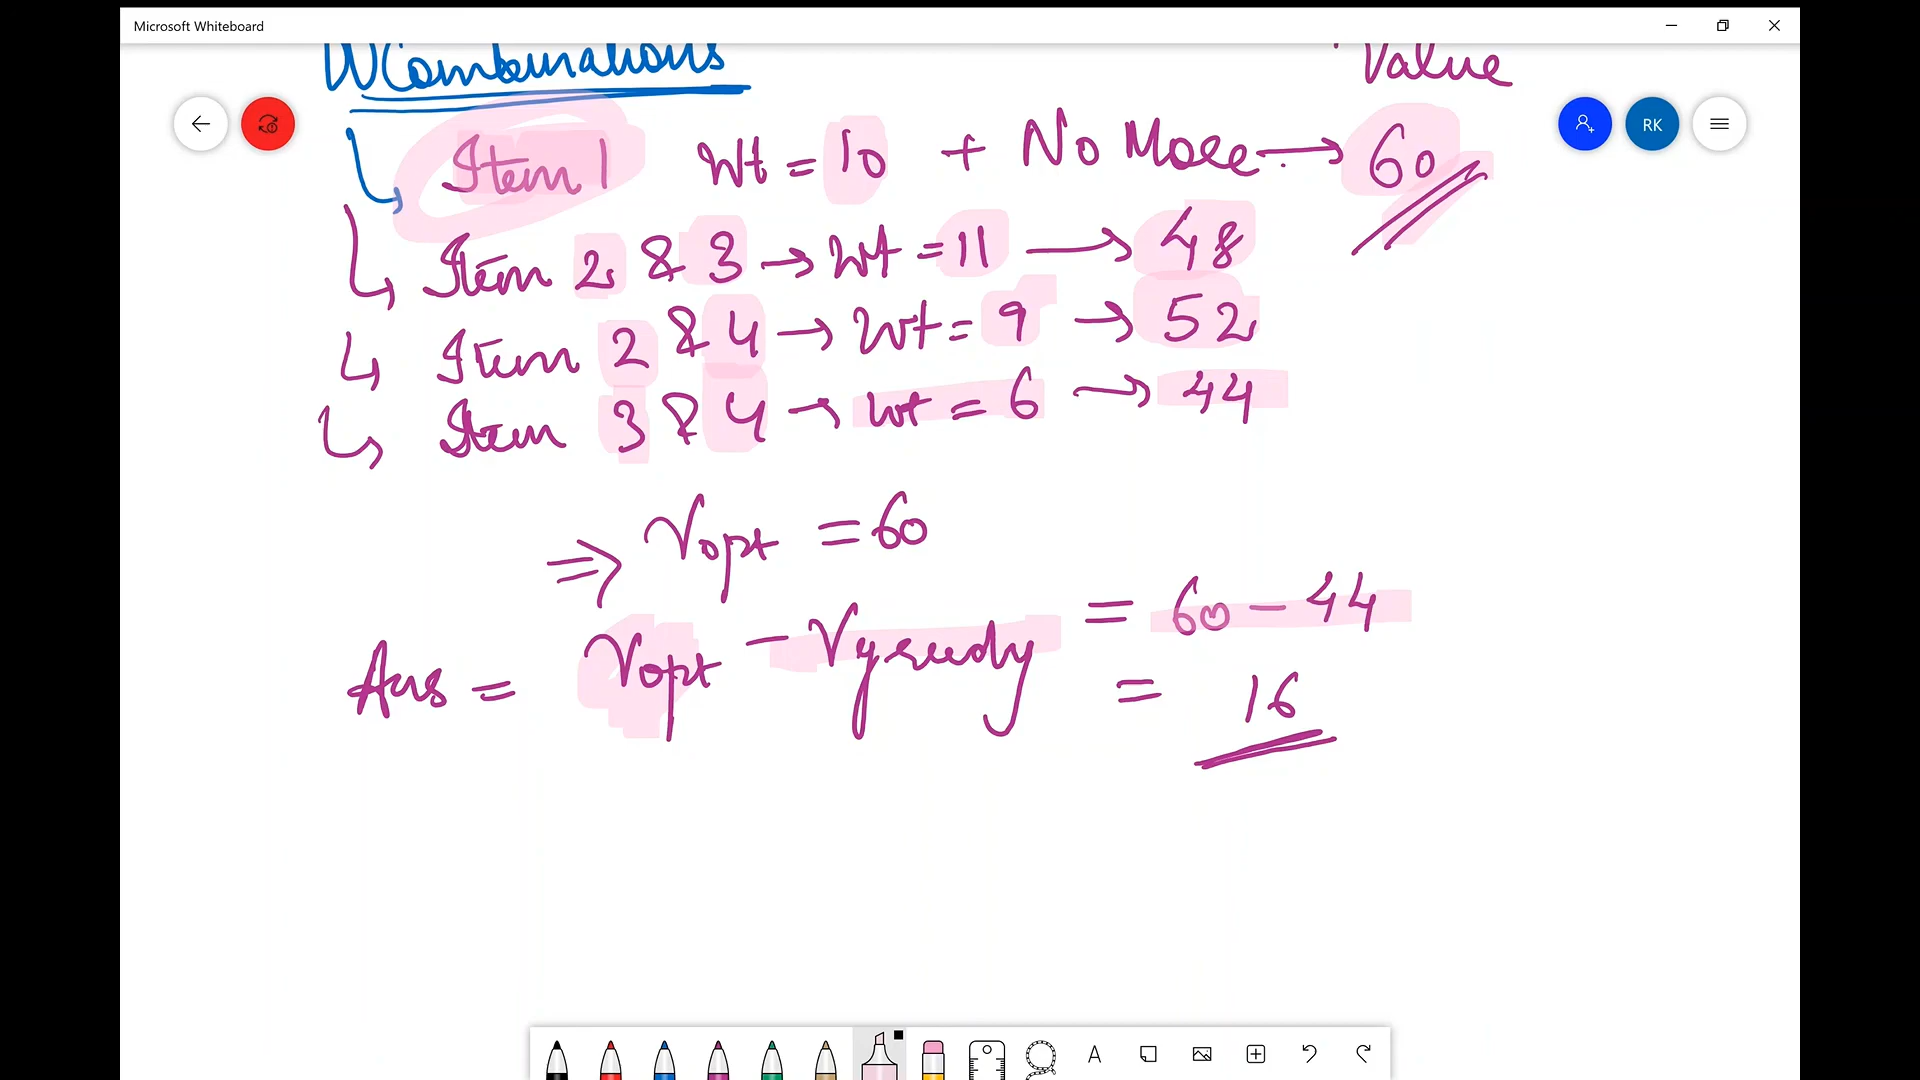 Microsoft Whiteboard
Combinations
Value
RK
Item 1 Wt = 10 + No More → 60
Item 2 & 3 → Wt = 11 → 48
Item 2 & 4 → Wt = 9 → 52
Item 3 & 4 → Wt = 6 → 44
⇒ Vopt = 60
Ans = Vopt - Vgreedy = 60 - 44
= 16
A